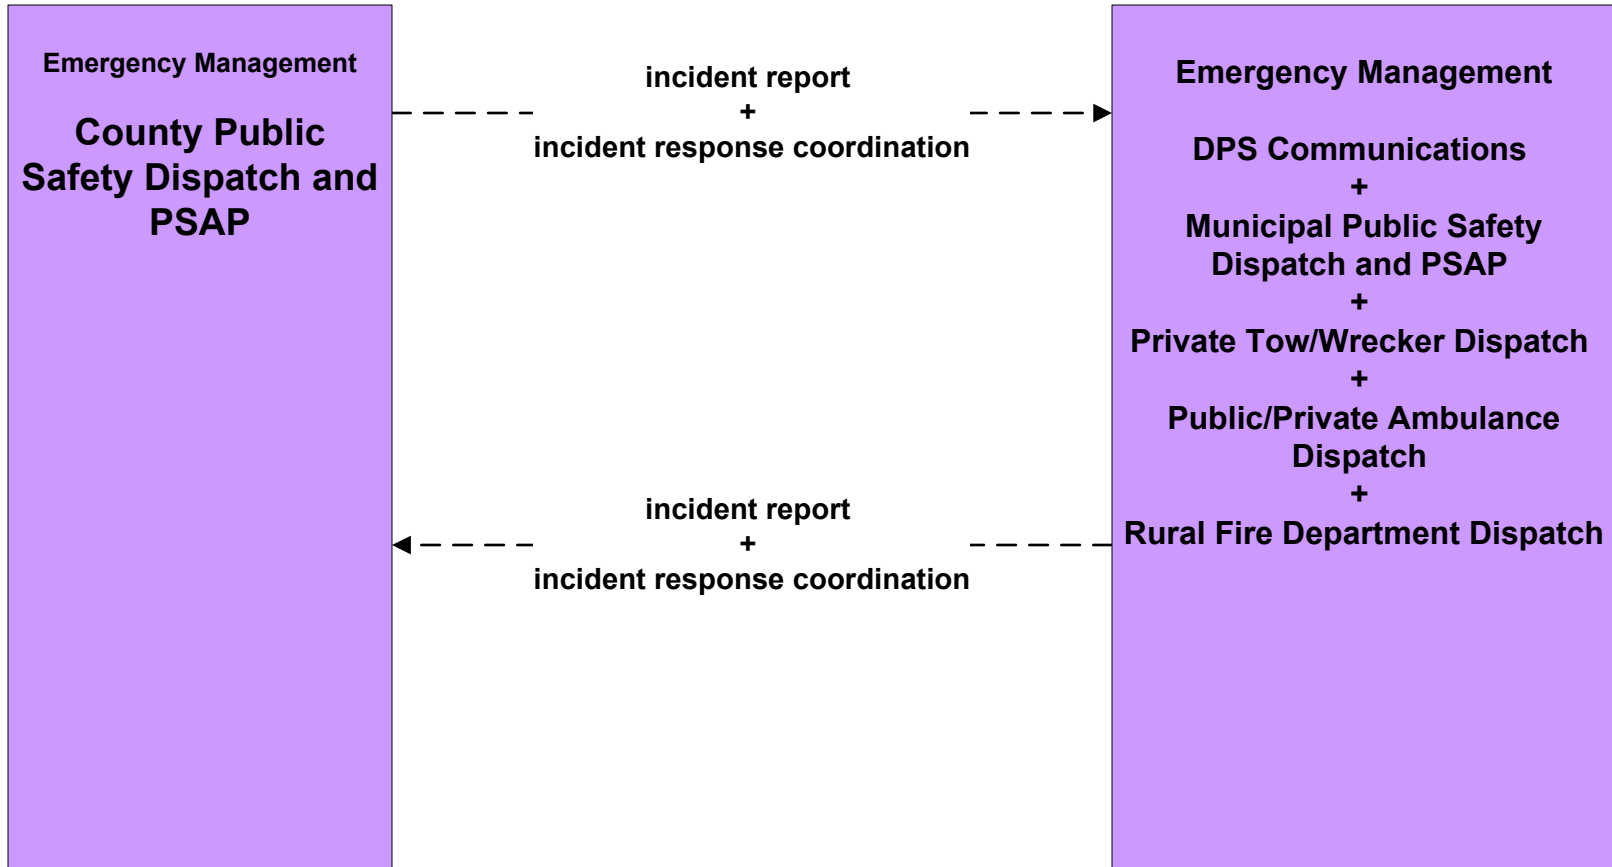 Emergency Management
County Public
Safety Dispatch and
PSAP
incident report
+
incident response coordination
incident report
+
incident response coordination
Emergency Management
DPS Communications
+
Municipal Public Safety
Dispatch and PSAP
+
Private Tow/Wrecker Dispatch
+
Public/Private Ambulance
Dispatch
+
Rural Fire Department Dispatch